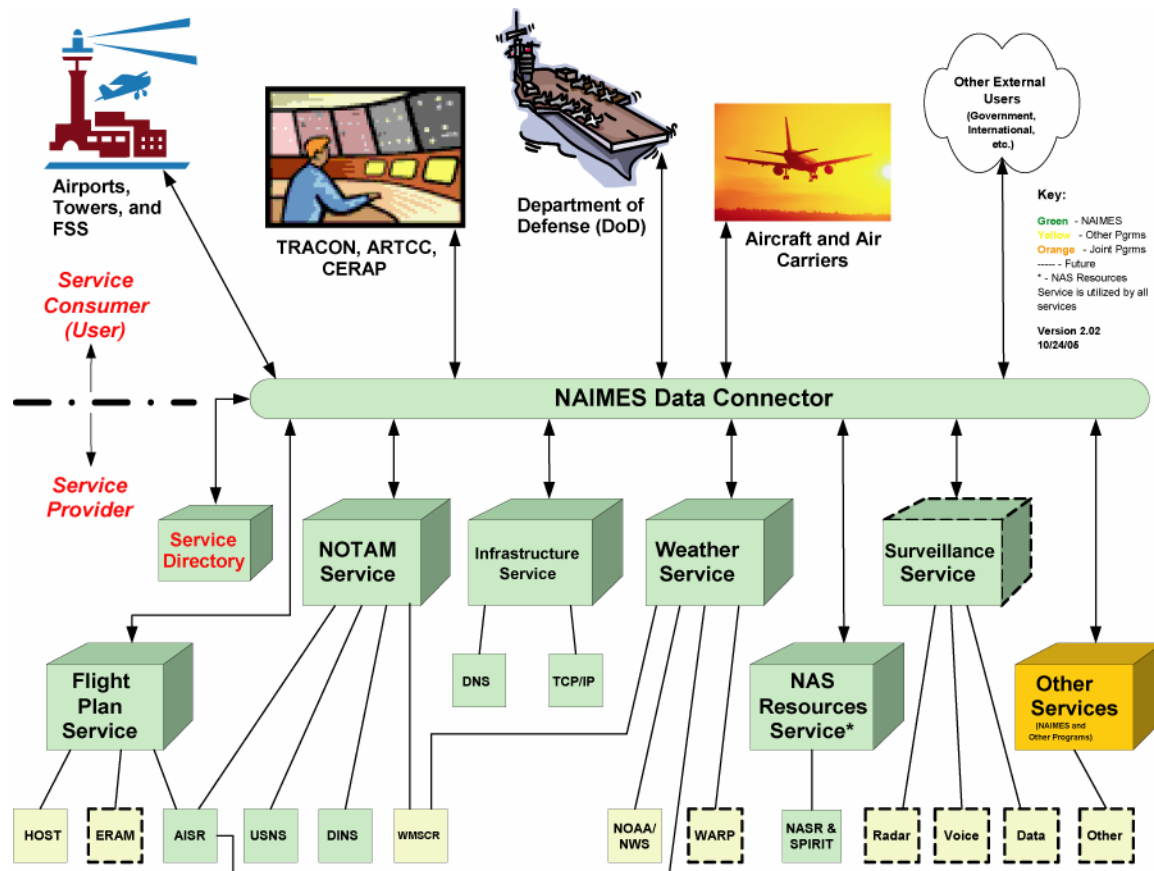 Other External
Users
(Government,
International,
etc.)
Airports,
Towers, and
FSS
TRACON, ARTCC,
CERAP
Department of
Defense (DoD)
Aircraft and Air
Carriers
Key:
Green - NAIMES
Yellow - Other Pgrms
Orange - Joint Pgrms
----- - Future
* - NAS Resources
Service is utilized by all
services
Version 2.02
10/24/05
Service
Consumer
(User)
NAIMES Data Connector
Service
Provider
Service
Directory
NOTAM
Service
Infrastructure
Service
Weather
Service
Surveillance
Service
Flight
Plan
Service
DNS
TCP/IP
NAS
Resources
Service*
Other
Services
(NAIMES and
Other Programs)
HOST
ERAM
AISR
USNS
DINS
WMSCR
NOAA/
NWS
WARP
NASR &
SPIRIT
Radar
Voice
Data
Other